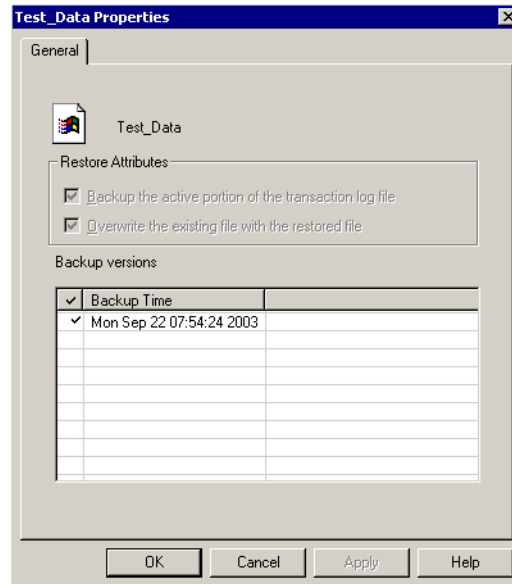 Test_Data Properties
General
Test_Data
Restore Attributes
Backup the active portion of the transaction log file
Overwrite the existing file with the restored file
Backup versions
Backup Time
Mon Sep 22 07:54:24 2003
OK Cancel Apply Help